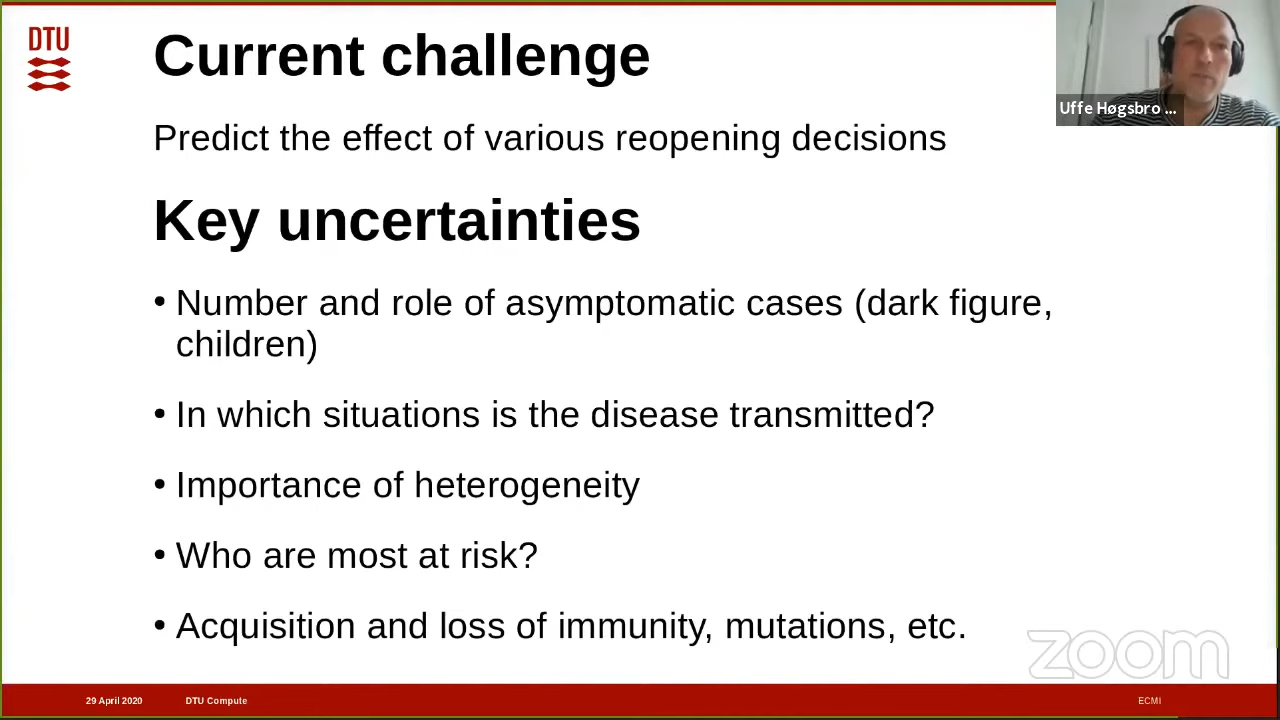 DTU
Current challenge
Uffe Høgsbro ...
Predict the effect of various reopening decisions
Key uncertainties
• Number and role of asymptomatic cases (dark figure,
children)
• In which situations is the disease transmitted?
• Importance of heterogeneity
• Who are most at risk?
• Acquisition and loss of immunity, mutations, etc.
zoom
29 April 2020 DTU Compute ECMI